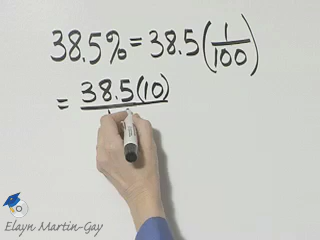 38.5% = 38.5(1/100)
= 38.5(10)
Elayn Martin-Gay